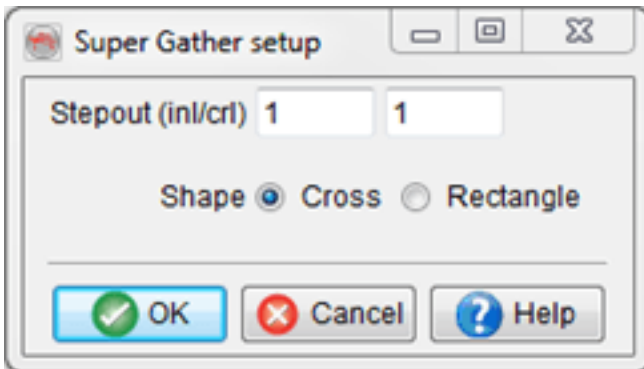 Super Gather setup
Stepout (inl/crl) 1 1
Shape Cross Rectangle
OK Cancel ? Help